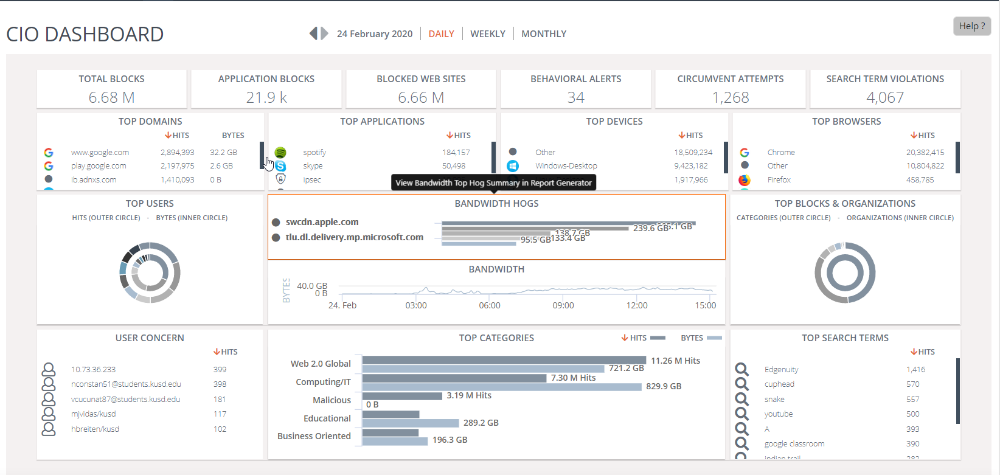 CIO DASHBOARD
24 February 2020 DAILY WEEKLY MONTHLY
Help ?
TOTAL BLOCKS
6.68 M
APPLICATION BLOCKS
21.9 k
BLOCKED WEB SITES
6.66 M
BEHAVIORAL ALERTS
34
CIRCUMVENT ATTEMPTS
1,268
SEARCH TERM VIOLATIONS
4,067
TOP DOMAINS
HITS BYTES
www.google.com 2,894,393 32.2 GB
play.google.com 2,197,975 2.6 GB
ib.adnxs.com 1,410,093 0 B
TOP APPLICATIONS
HITS
spotify 184,157
skype 50,498
ipsec
TOP DEVICES
HITS
Other 18,509,234
Windows-Desktop 9,423,182
1,917,966
TOP BROWSERS
HITS
Chrome 20,382,415
Other 10,804,822
Firefox 458,785
View Bandwidth Top Hog Summary in Report Generator
TOP USERS
HITS (OUTER CIRCLE) - BYTES (INNER CIRCLE)
BANDWIDTH HOGS
swcdn.apple.com
tlu.dl.delivery.mp.microsoft.com
239.6 GB
138.7 GB
133.4 GB
95.5 GB
BANDWIDTH
BYTES
40.0 GB
0 B
24. Feb 03:00 06:00 09:00 12:00 15:00
TOP BLOCKS & ORGANIZATIONS
CATEGORIES (OUTER CIRCLE) - ORGANIZATIONS (INNER CIRCLE)
USER CONCERN
HITS
10.73.36.233 399
nconstan51@students.kusd.edu 398
vcucunat87@students.kusd.edu 181
mjvidas/kusd 117
hbreiten/kusd 102
TOP CATEGORIES
HITS BYTES
Web 2.0 Global 11.26 M Hits
721.2 GB
Computing/IT 7.30 M Hits
829.9 GB
Malicious 3.19 M Hits
0 B
Educational
289.2 GB
Business Oriented
196.3 GB
TOP SEARCH TERMS
HITS
Edgenuity 1,416
cuphead 570
snake 557
youtube 500
A 393
google classroom 390
indian trail 282